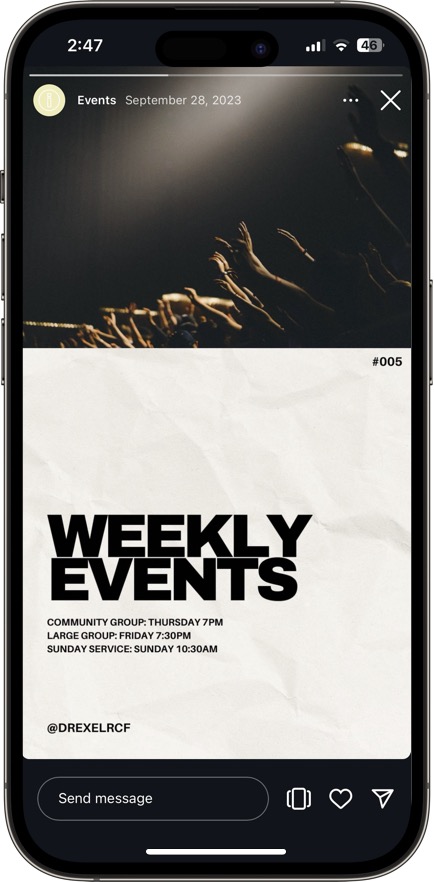 2:47
46
Events September 28, 2023
#005
WEEKLY
EVENTS
COMMUNITY GROUP: THURSDAY 7PM
LARGE GROUP: FRIDAY 7:30PM
SUNDAY SERVICE: SUNDAY 10:30AM
@DREXELRCF
Send message